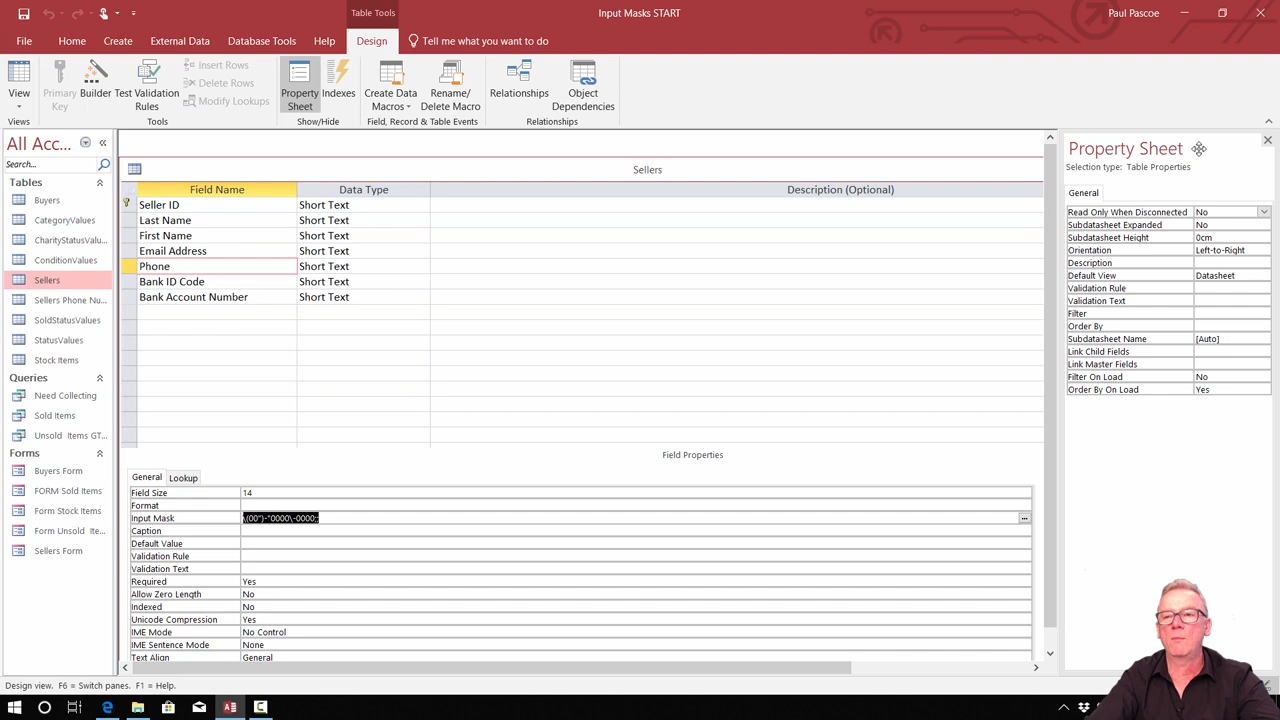 Table Tools
Input Masks START
Paul Pascoe
File Home Create External Data Database Tools Help Design Tell me what you want to do
View
Primary Key
Builder
Test Validation Rules
Insert Rows
Delete Rows
Modify Lookups
Property Sheet
Indexes
Create Data Macros
Rename/ Delete Macro
Relationships
Object Dependencies
Views
Tools
Show/Hide
Field, Record & Table Events
Relationships
All Acc...
Search...
Tables
Buyers
CategoryValues
CharityStatusValu...
ConditionValues
Sellers
Sellers Phone Nu...
SoldStatusValues
StatusValues
Stock Items
Queries
Need Collecting
Sold Items
Unsold Items GT...
Forms
Buyers Form
FORM Sold Items
Form Stock Items
Form Unsold Ite...
Sellers Form
Sellers
Field Name Data Type Description (Optional)
Seller ID Short Text
Last Name Short Text
First Name Short Text
Email Address Short Text
Phone Short Text
Bank ID Code Short Text
Bank Account Number Short Text
Field Properties
General Lookup
Field Size 14
Format
Input Mask \(00")-"0000\-0000;;
Caption
Default Value
Validation Rule
Validation Text
Required Yes
Allow Zero Length No
Indexed No
Unicode Compression Yes
IME Mode No Control
IME Sentence Mode None
Text Align General
Property Sheet
Selection type: Table Properties
General
Read Only When Disconnected No
Subdatasheet Expanded No
Subdatasheet Height 0cm
Orientation Left-to-Right
Description
Default View Datasheet
Validation Rule
Validation Text
Filter
Order By
Subdatasheet Name [Auto]
Link Child Fields
Link Master Fields
Filter On Load No
Order By On Load Yes
Design view. F6 = Switch panes. F1 = Help.